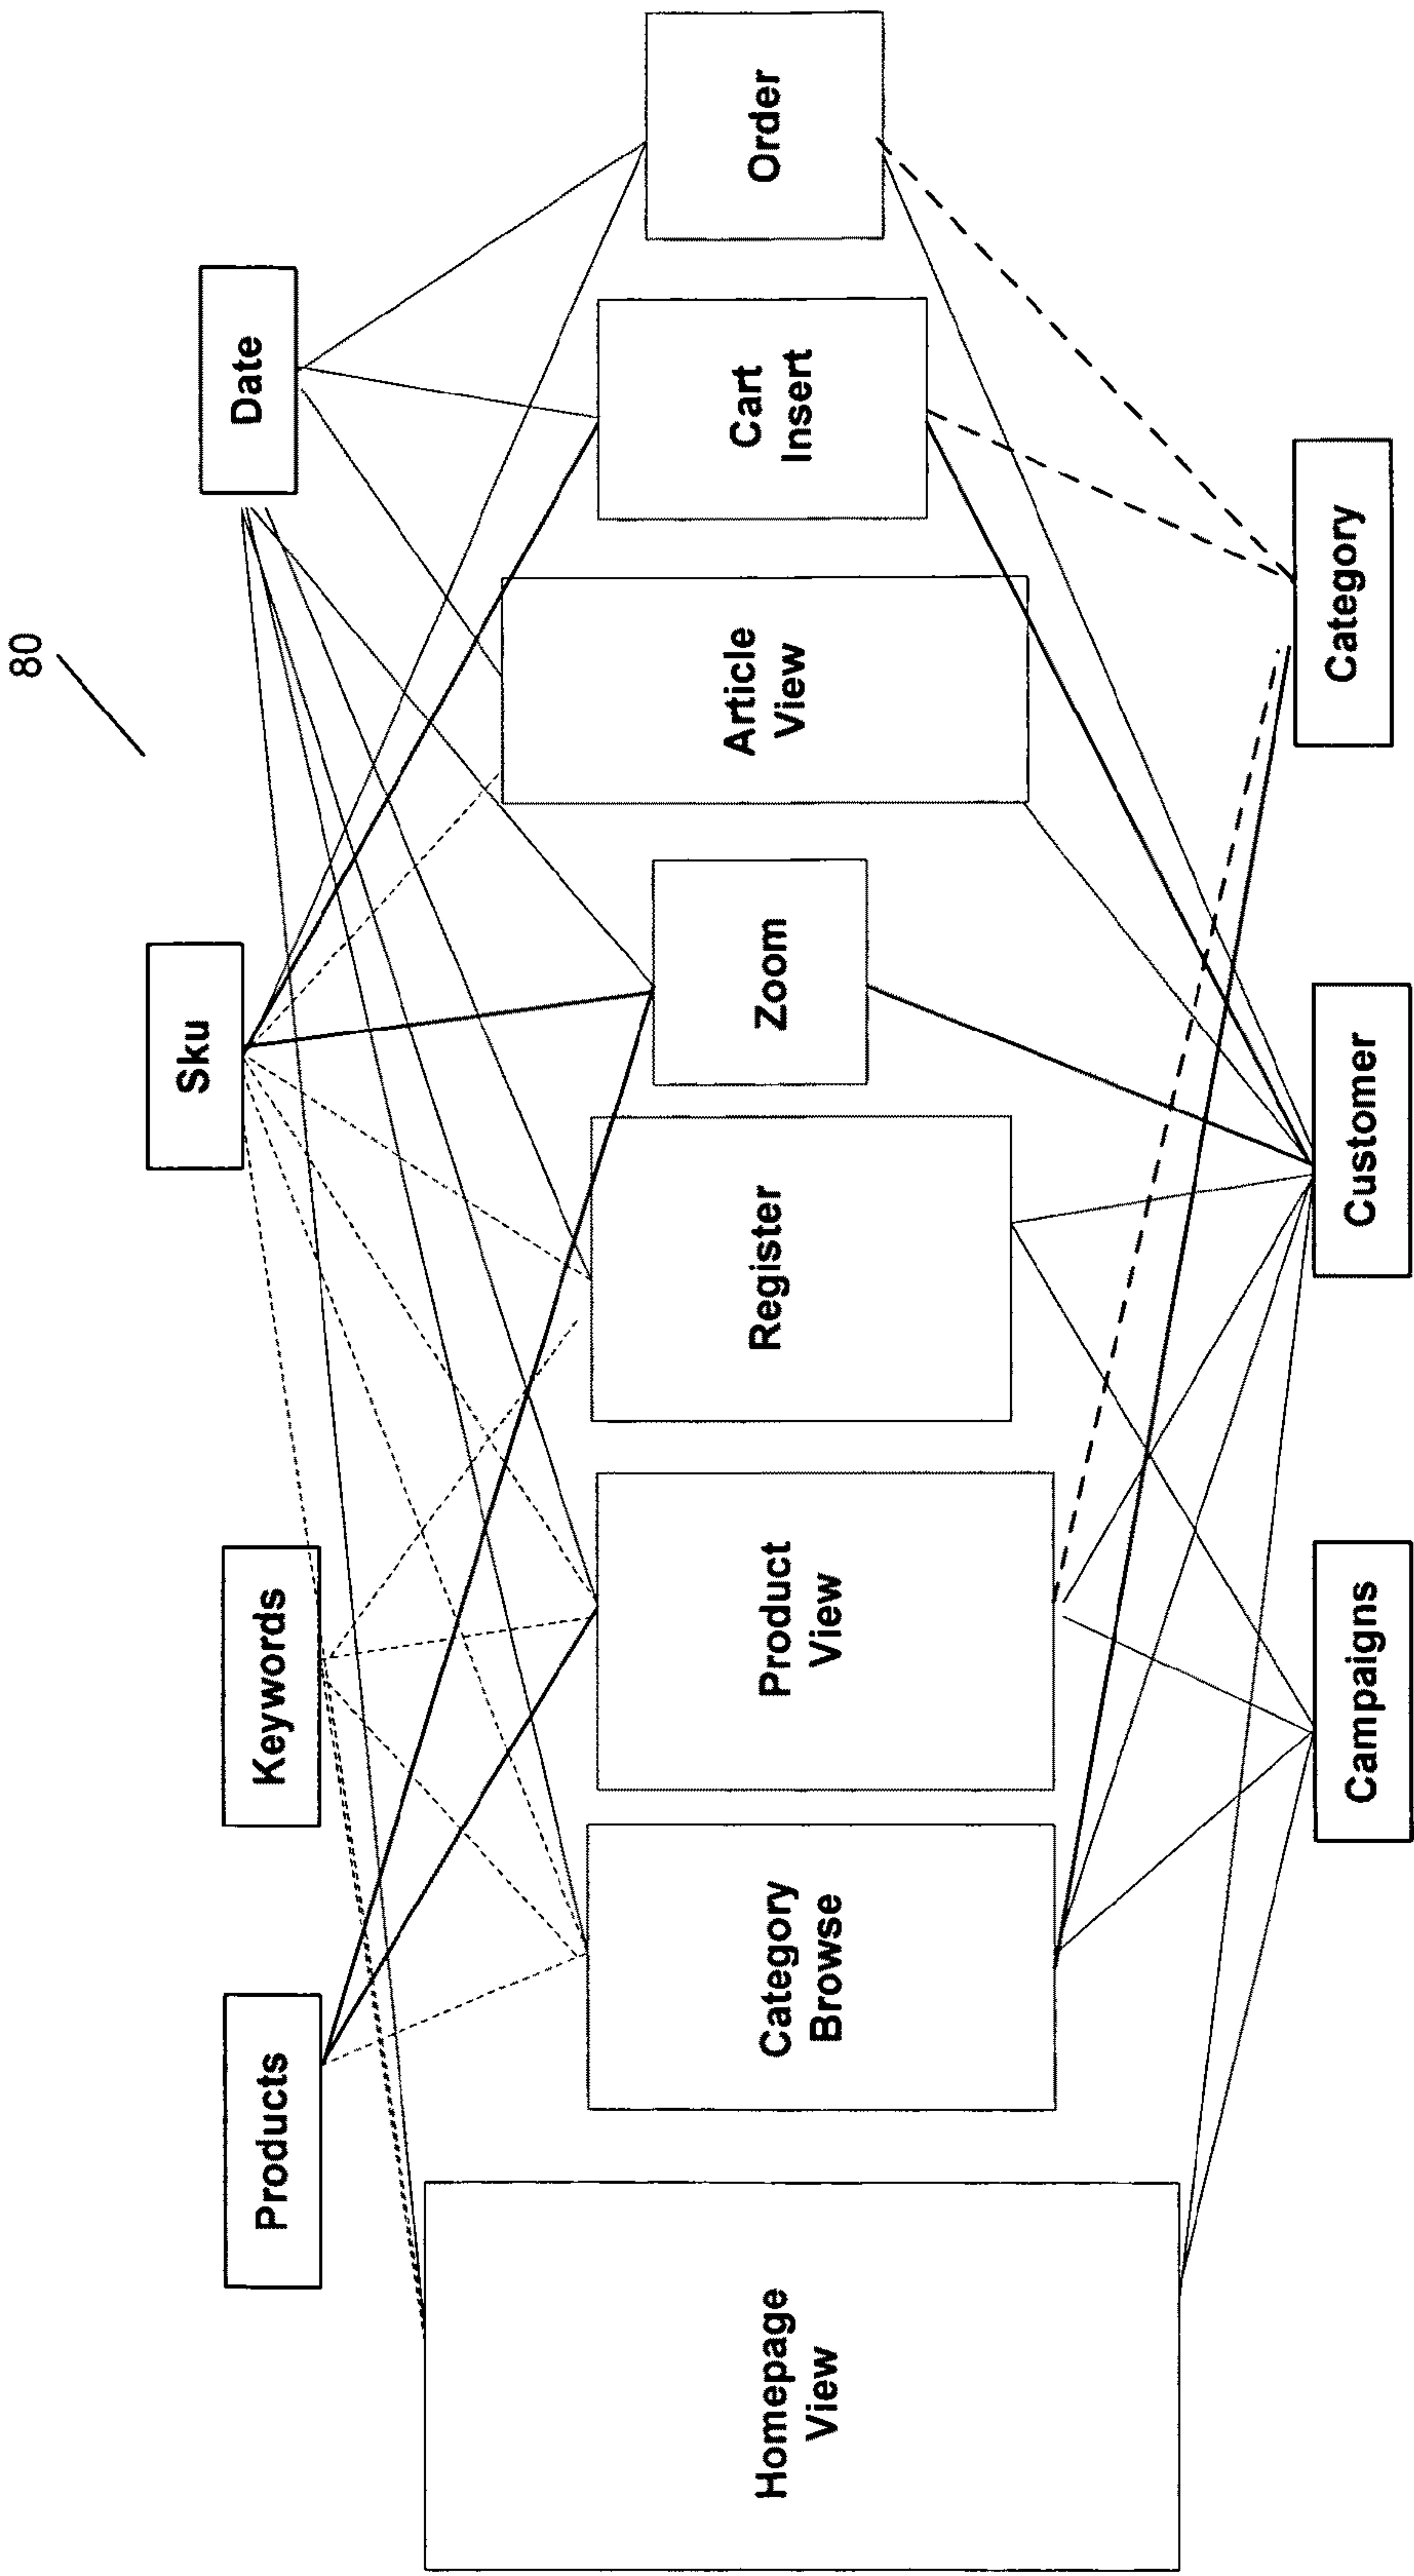 80
Products
Keywords
Sku
Date
Homepage
View
Category
Browse
Product
View
Register
Zoom
Article
View
Cart
Insert
Order
Campaigns
Customer
Category